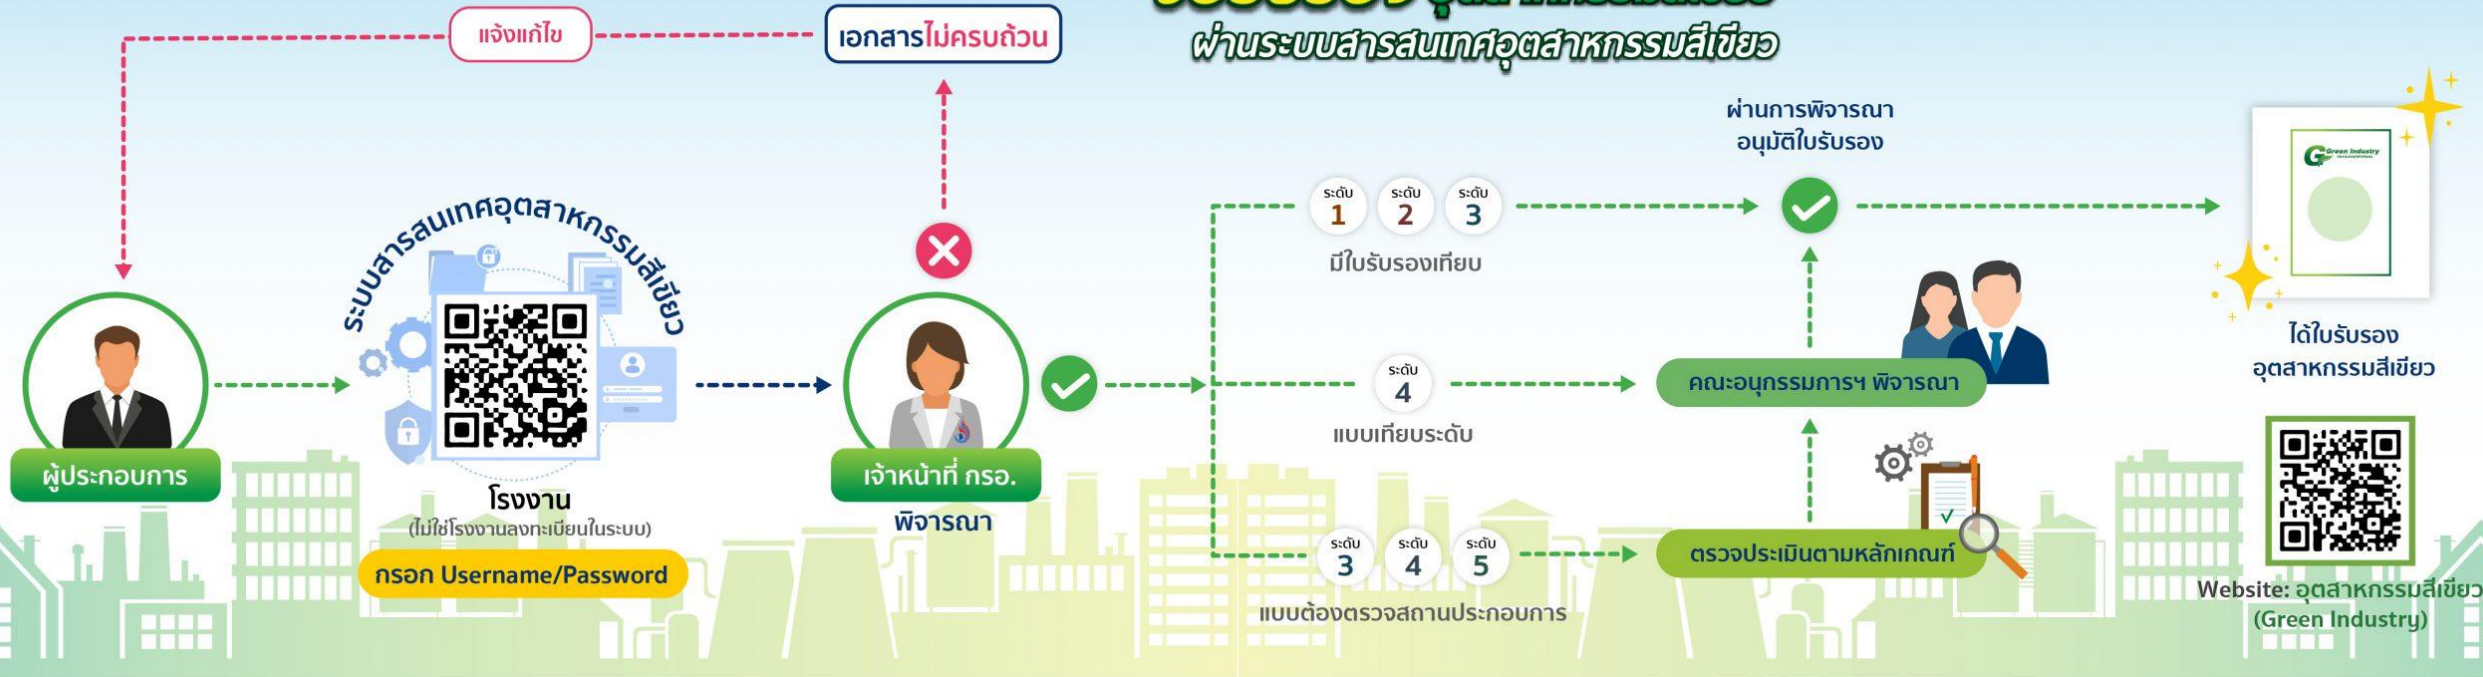 แจ้งแก้ไข
เอกสารไม่ครบถ้วน
ผ่านระบบสารสนเทศอุตสาหกรรมสีเขียว
ผ่านการพิจารณา
อนุมัติใบรับรอง
Green Industry
ระบบสารสนเทศอุตสาหกรรมสีเขียว
ผู้ประกอบการ
โรงงาน
(ไม่ใช่โรงงานลงทะเบียนในระบบ)
กรอก Username/Password
เจ้าหน้าที่ กรอ.
พิจารณา
ระดับ 1
ระดับ 2
ระดับ 3
มีใบรับรองเทียบ
ระดับ 4
แบบเทียบระดับ
ระดับ 3
ระดับ 4
ระดับ 5
แบบต้องตรวจสถานประกอบการ
คณะอนุกรรมการฯ พิจารณา
ตรวจประเมินตามหลักเกณฑ์
ได้ใบรับรอง
อุตสาหกรรมสีเขียว
Website: อุตสาหกรรมสีเขียว
(Green Industry)